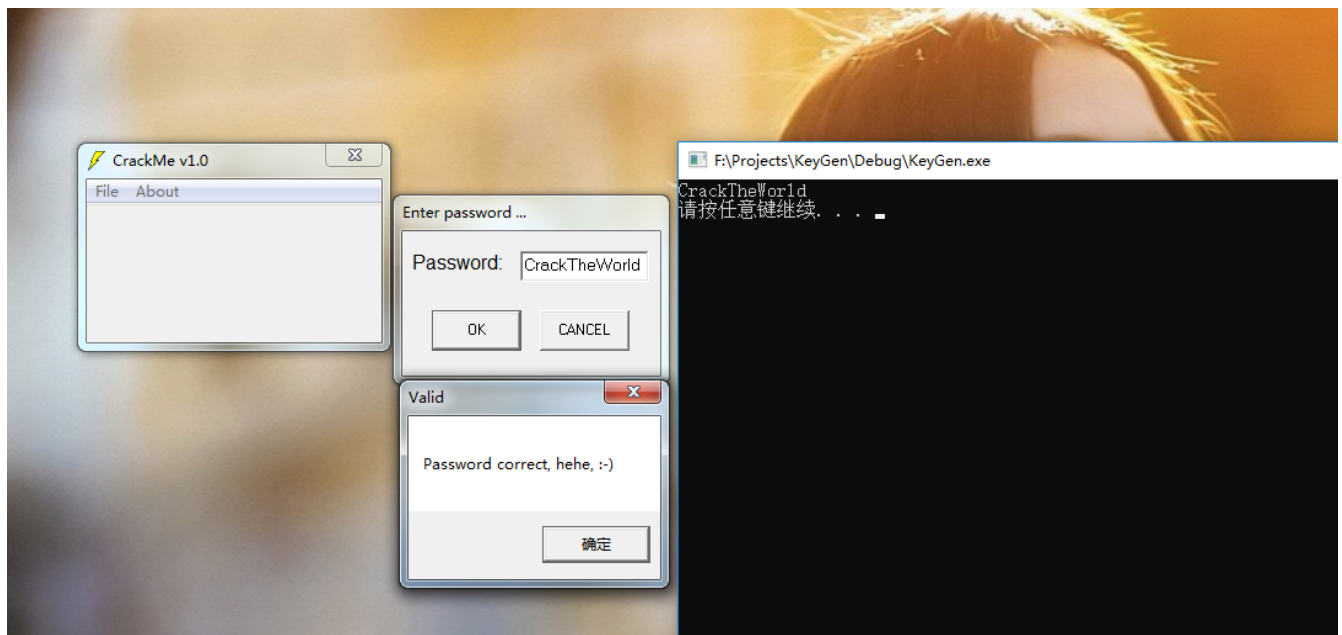 CrackMe v1.0
File About
Enter password ...
Password: CrackTheWorld
OK CANCEL
Valid
Password correct, hehe, :-)
确定
F:\Projects\KeyGen\Debug\KeyGen.exe
CrackTheWorld
请按任意键继续. . .